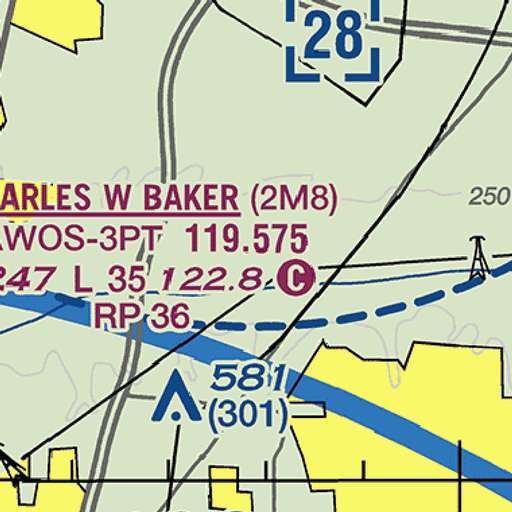 28
ARLES W BAKER (2M8)
250
AWOS-3PT 119.575
247 L 35 122.8 C
RP 36
581
(301)